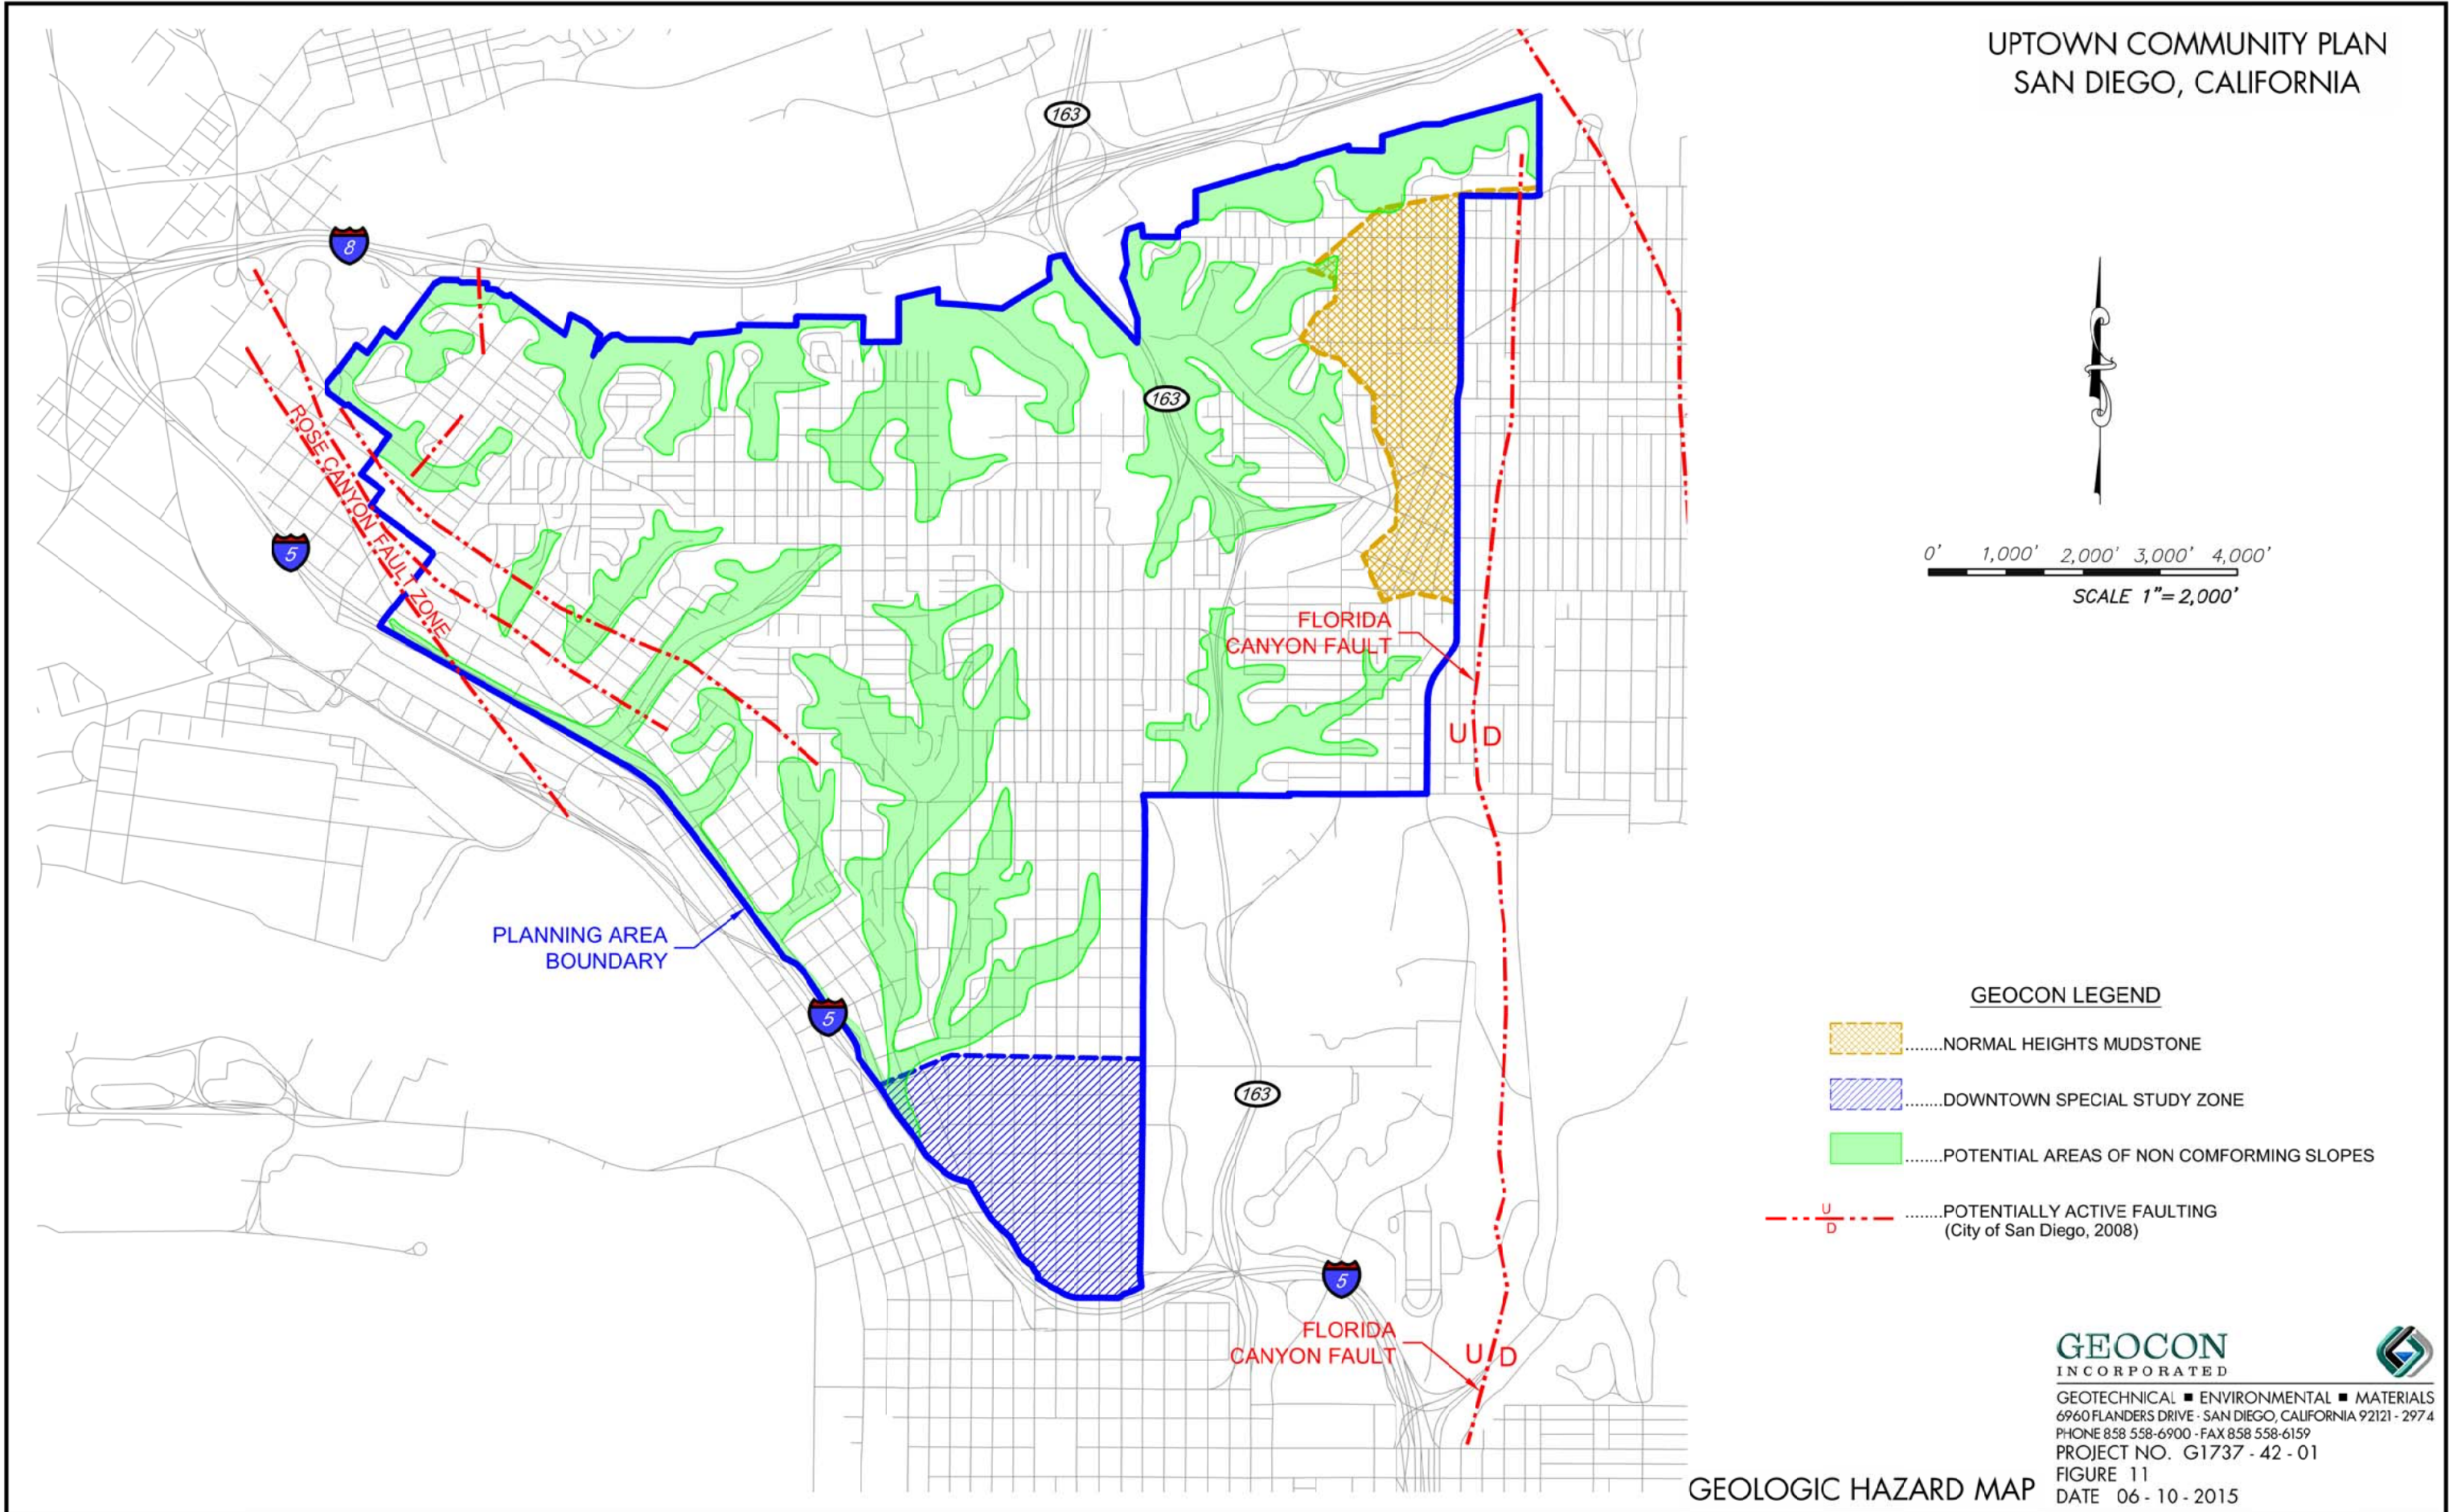 UPTOWN COMMUNITY PLAN
SAN DIEGO, CALIFORNIA
163
8
163
ROSE CANYON FAULT ZONE
5
0' 1,000' 2,000' 3,000' 4,000'
SCALE 1"= 2,000'
FLORIDA
CANYON FAULT
U D
PLANNING AREA
BOUNDARY
5
163
5
FLORIDA
CANYON FAULT
U D
GEOCON LEGEND
........NORMAL HEIGHTS MUDSTONE
........DOWNTOWN SPECIAL STUDY ZONE
........POTENTIAL AREAS OF NON COMFORMING SLOPES
U
D
........POTENTIALLY ACTIVE FAULTING
(City of San Diego, 2008)
GEOCON
INCORPORATED
GEOTECHNICAL ■ ENVIRONMENTAL ■ MATERIALS
6960 FLANDERS DRIVE - SAN DIEGO, CALIFORNIA 92121 - 2974
PHONE 858 558-6900 - FAX 858 558-6159
PROJECT NO. G1737 - 42 - 01
FIGURE 11
DATE 06 - 10 - 2015
GEOLOGIC HAZARD MAP